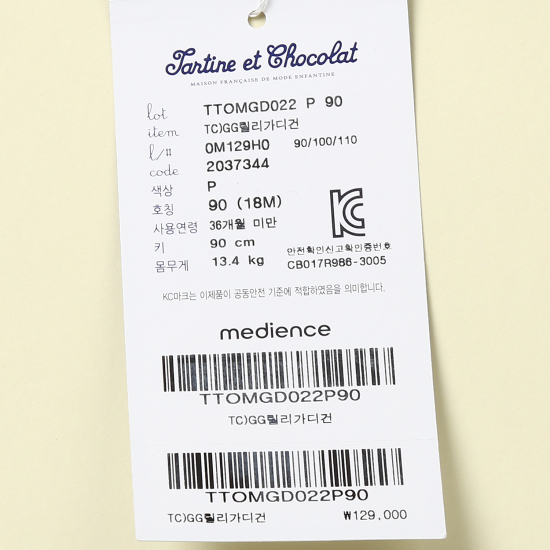 Tartine et Chocolat
MAISON FRANÇAISE DE MODE ENFANTINE
lot TTOMGD022 P 90
item TC)GG릴리가디건
l/# 0M129H0 90/100/110
code 2037344
색상 P
호칭 90 (18M)
사용연령 36개월 미만
키 90 cm
몸무게 13.4 kg
안전확인신고확인증번호
CB017R986-3005
KC마크는 이제품이 공통안전 기준에 적합하였음을 의미합니다.
medience
TTOMGD022P90
TC)GG릴리가디건
TTOMGD022P90
TC)GG릴리가디건 ₩129,000